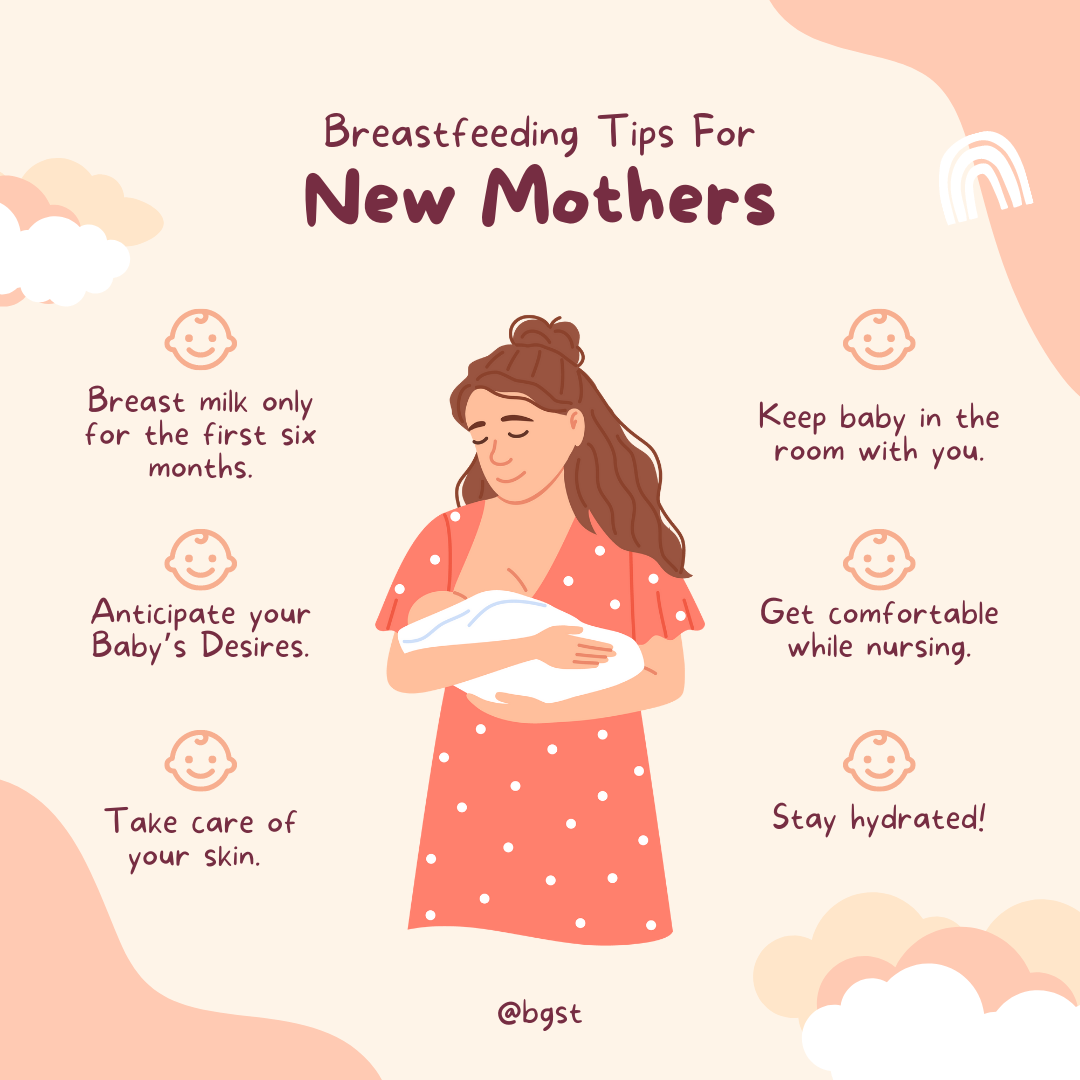 Breastfeeding Tips For
New Mothers
Breast milk only
for the first six
months.
Anticipate your
Baby's Desires.
Take care of
your skin.
Keep baby in the
room with you.
Get comfortable
while nursing.
Stay hydrated!
@bgst